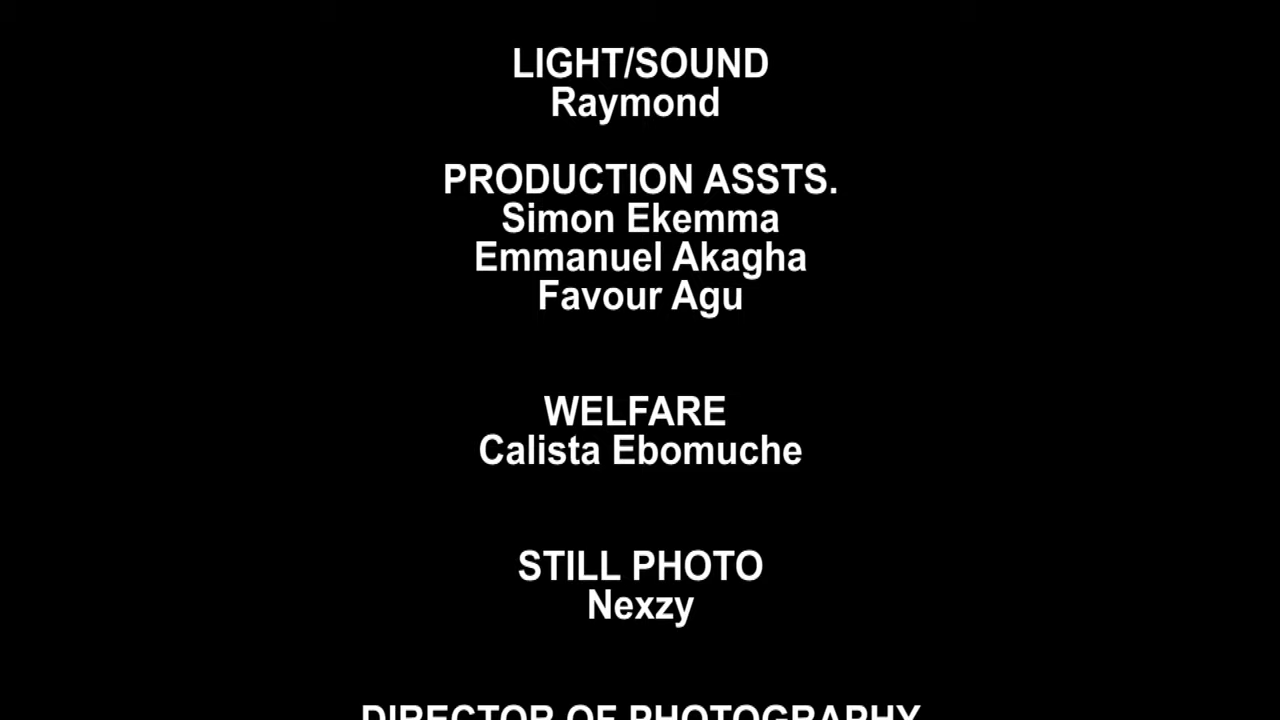 LIGHT/SOUND
Raymond
PRODUCTION ASSTS.
Simon Ekemma
Emmanuel Akagha
Favour Agu
WELFARE
Calista Ebomuche
STILL PHOTO
Nexzy
DIRECTOR OF PHOTOGRAPHY